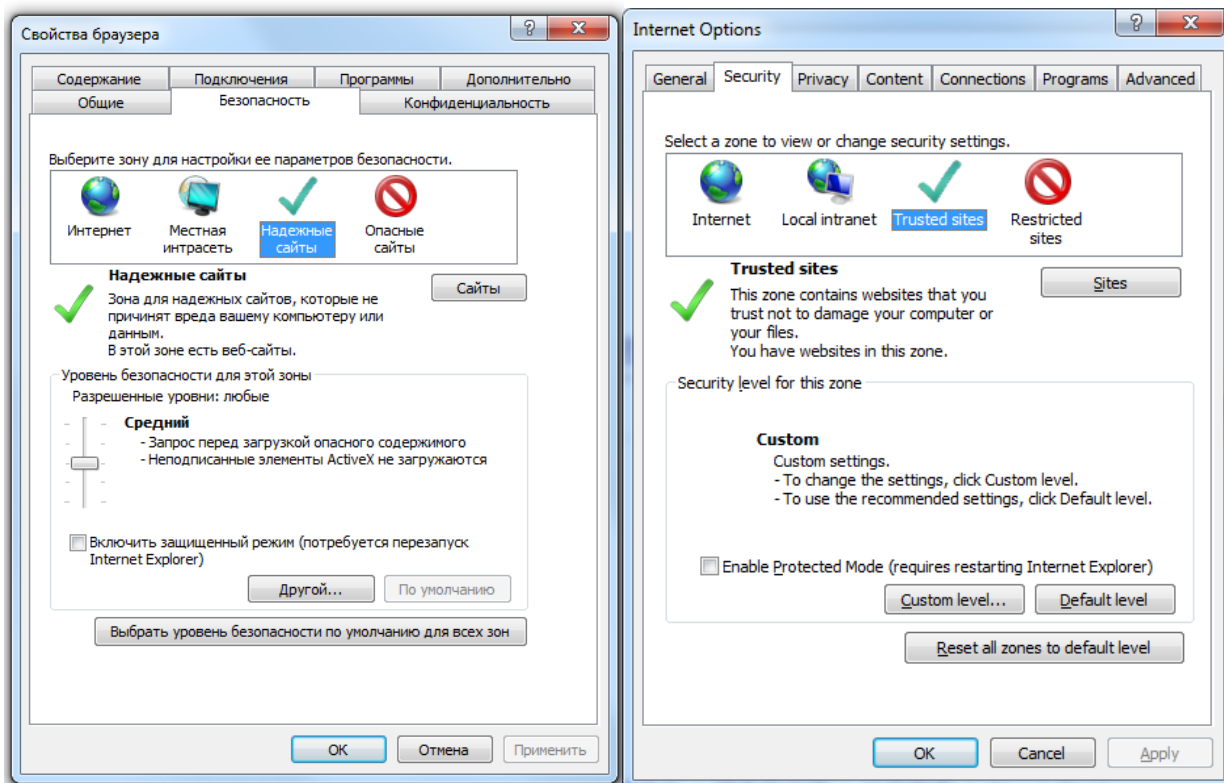 Свойства браузера
Содержание Подключения Программы Дополнительно
Общие Безопасность Конфиденциальность
Выберите зону для настройки ее параметров безопасности.
Интернет Местная Надежные Опасные
интрасеть сайты сайты
Надежные сайты
Сайты
Зона для надежных сайтов, которые не
причинят вреда вашему компьютеру или
данным.
В этой зоне есть веб-сайты.
Уровень безопасности для этой зоны
Разрешенные уровни: любые
Средний
- Запрос перед загрузкой опасного содержимого
- Неподписанные элементы ActiveX не загружаются
Включить защищенный режим (потребуется перезапуск
Internet Explorer)
Другой... По умолчанию
Выбрать уровень безопасности по умолчанию для всех зон
OK Отмена Применить
Internet Options
General Security Privacy Content Connections Programs Advanced
Select a zone to view or change security settings.
Internet Local intranet Trusted sites Restricted
sites
Trusted sites
Sites
This zone contains websites that you
trust not to damage your computer or
your files.
You have websites in this zone.
Security level for this zone
Custom
Custom settings.
- To change the settings, click Custom level.
- To use the recommended settings, click Default level.
Enable Protected Mode (requires restarting Internet Explorer)
Custom level... Default level
Reset all zones to default level
OK Cancel Apply